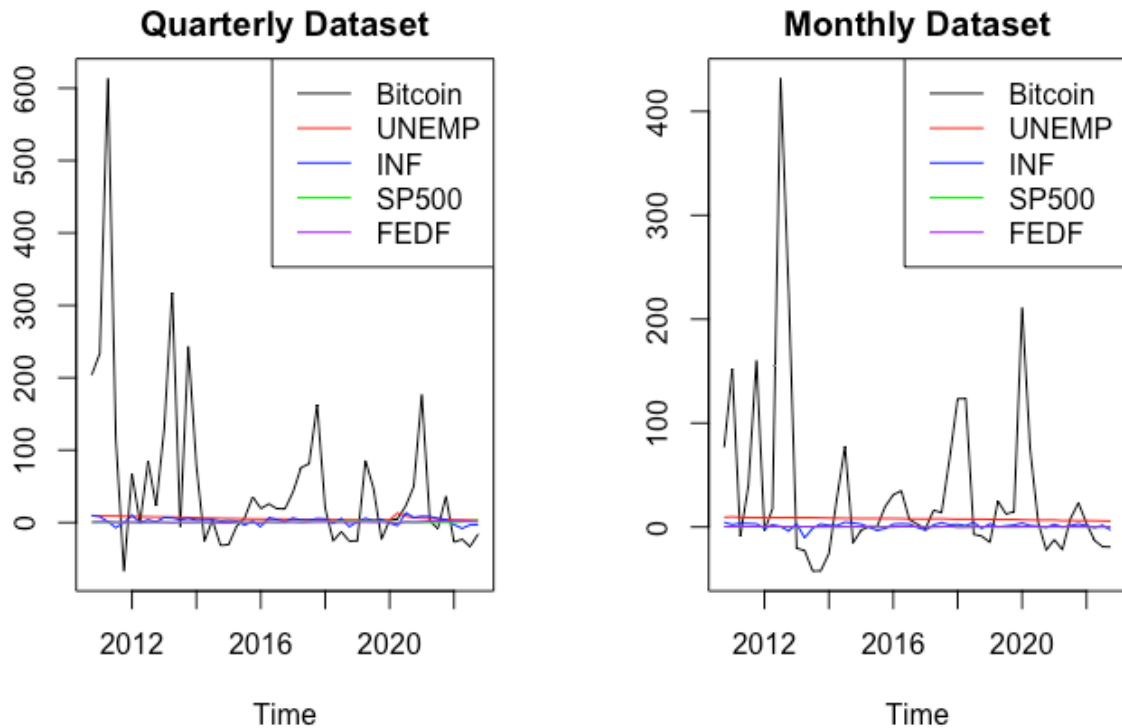 Quarterly Dataset
600
500
400
300
200
100
0
Bitcoin
UNEMP
INF
SP500
FEDF
2012
2016
2020
Time
Monthly Dataset
400
300
200
100
0
Bitcoin
UNEMP
INF
SP500
FEDF
2012
2016
2020
Time